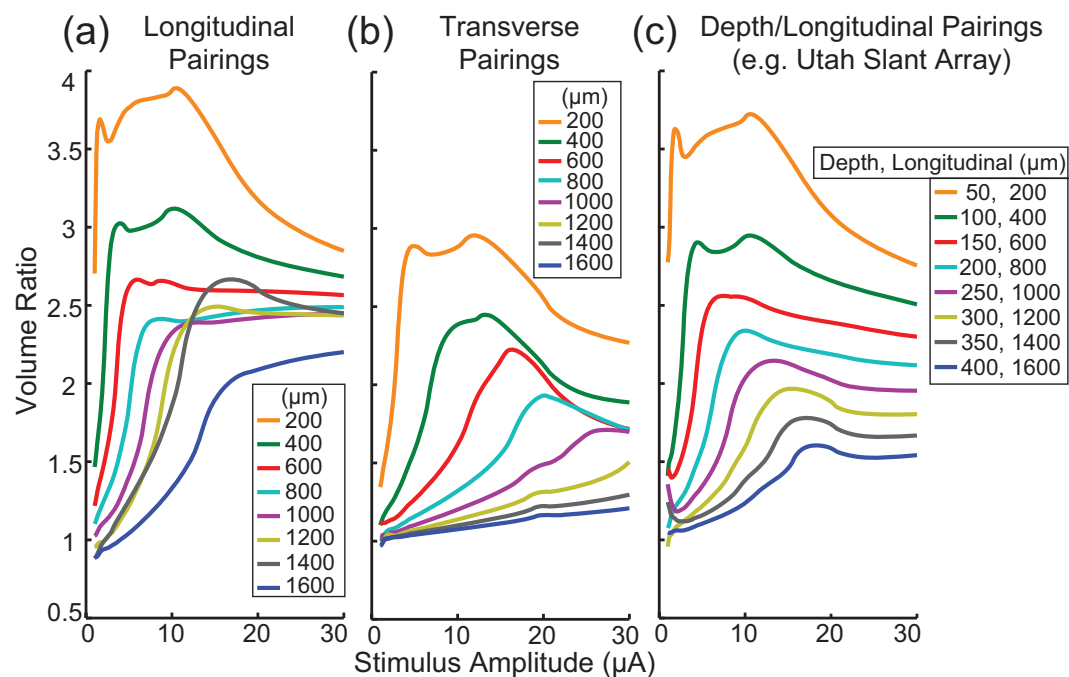 (a) Longitudinal Pairings
(b) Transverse Pairings
(c) Depth/Longitudinal Pairings
(e.g. Utah Slant Array)
Volume Ratio
4
3.5
3
2.5
2
1.5
1
0.5
0 10 20 30
(µm)
200
400
600
800
1000
1200
1400
1600
0 10 20 30
(µm)
200
400
600
800
1000
1200
1400
1600
0 10 20 30
Depth, Longitudinal (µm)
50, 200
100, 400
150, 600
200, 800
250, 1000
300, 1200
350, 1400
400, 1600
Stimulus Amplitude (µA)